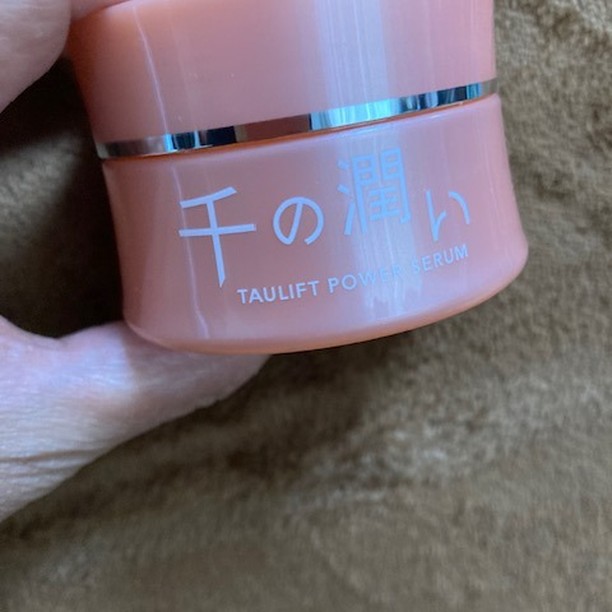 千の潤い
TAULIFT POWER SERUM